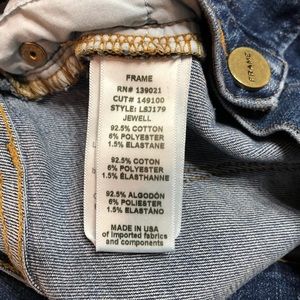 FRAME
RN# 139021
CUT# 149100
STYLE: LSJ179
JEWELL
92.5% COTTON
6% POLYESTER
1.5% ELASTANE
92.5% COTON
6% POLYESTER
1.5% ÉLASTHANNE
92.5% ALGODÓN
6% POLIESTER
1.5% ELASTANO
MADE IN USA
of imported fabrics
and components
FRAME